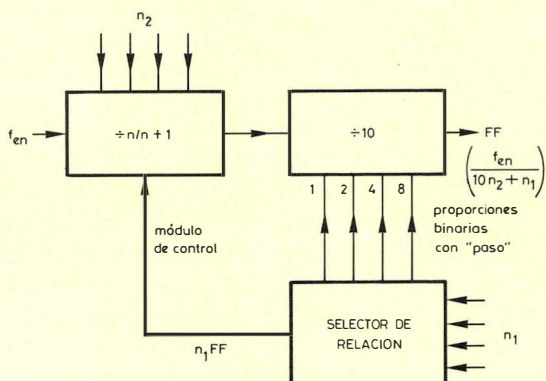 n₂
fen
÷n/n + 1
÷10
FF
(fen / 10 n₂ + n₁)
1 2 4 8
proporciones
binarias
con "paso"
módulo
de control
SELECTOR DE
RELACION
n₁
n₁FF